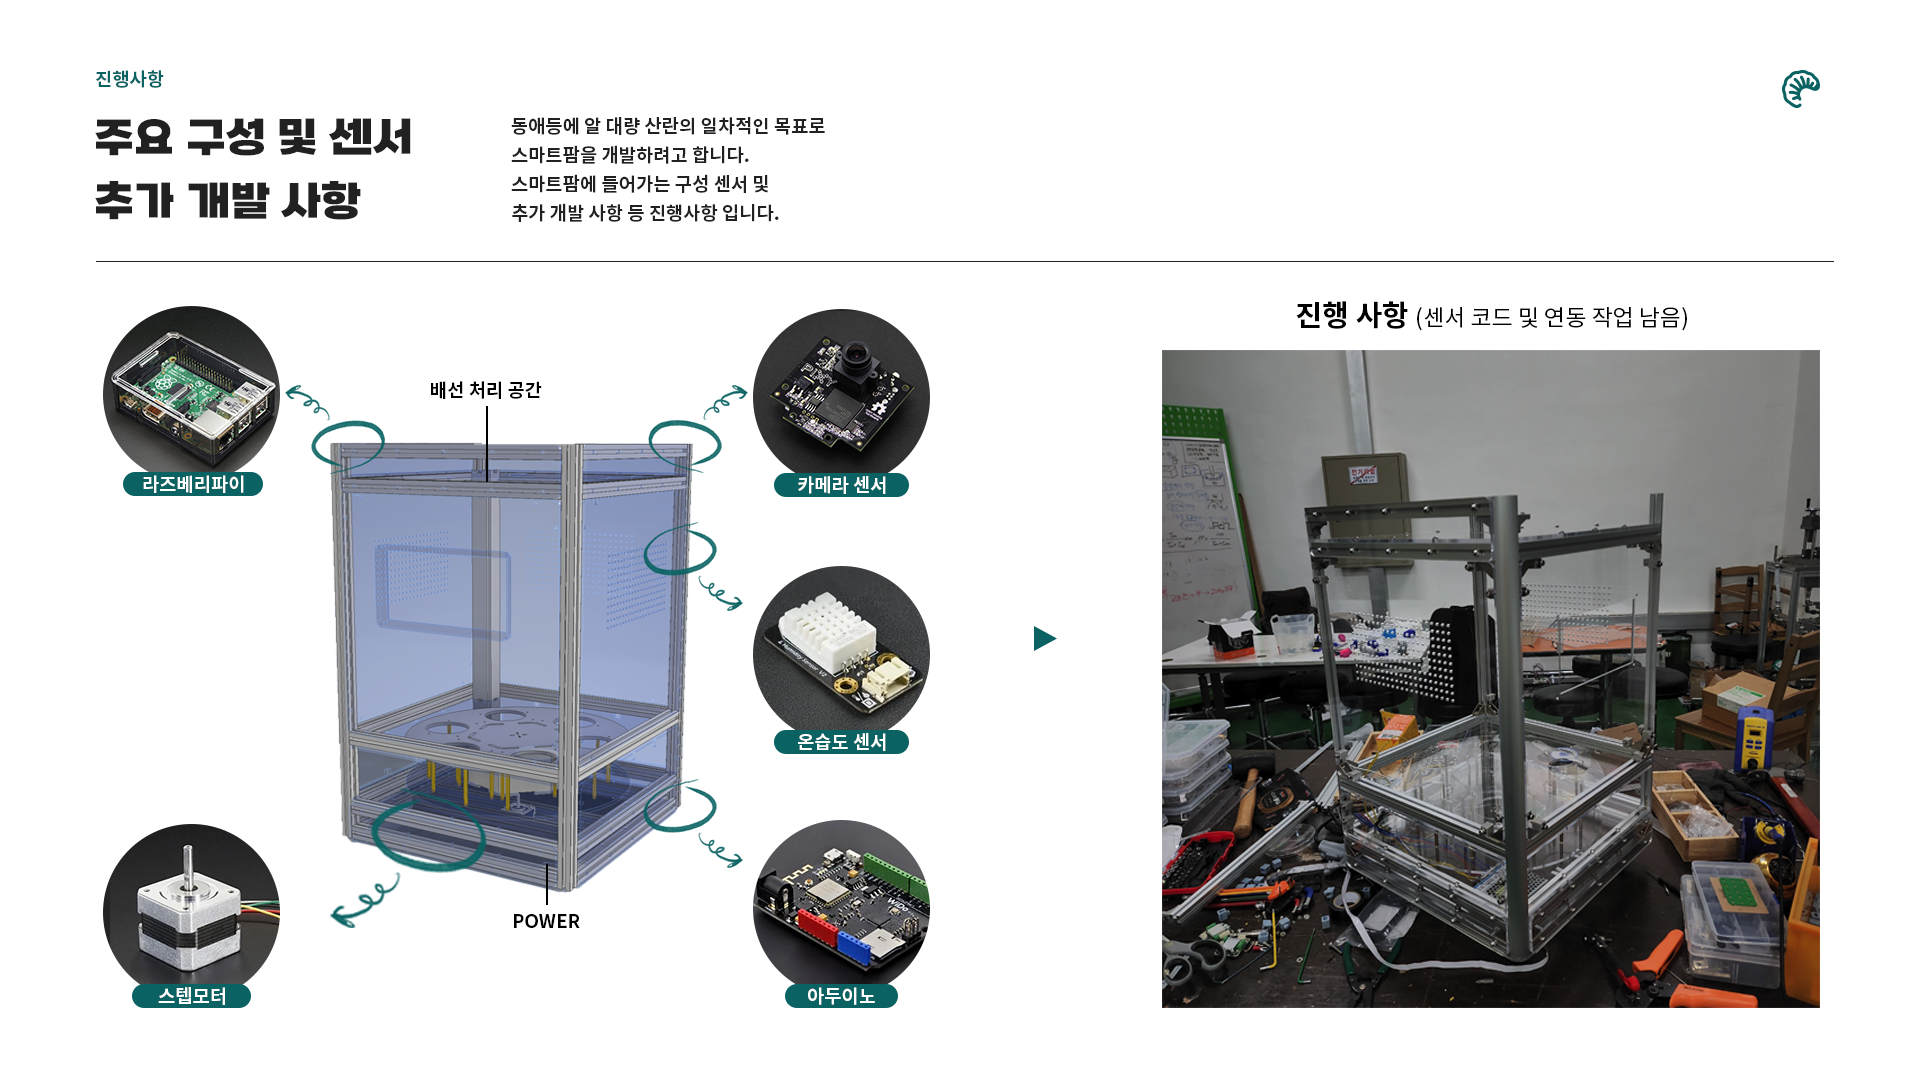 진행사항
주요 구성 및 센서
추가 개발 사항
동애등에 알 대량 산란의 일차적인 목표로
스마트팜을 개발하려고 합니다.
스마트팜에 들어가는 구성 센서 및
추가 개발 사항 등 진행사항 입니다.
진행 사항 (센서 코드 및 연동 작업 남음)
배선 처리 공간
라즈베리파이
카메라 센서
온습도 센서
POWER
스텝모터
아두이노
WiDo